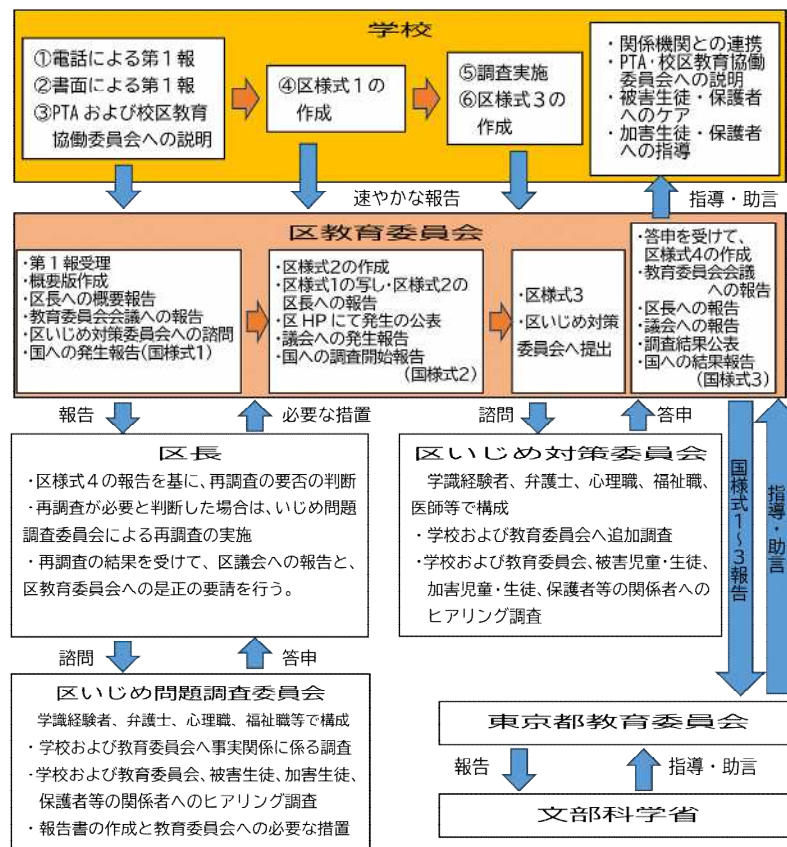 学校
①電話による第1報
②書面による第1報
③PTAおよび校区教育
協働委員会への説明
④区様式1の
作成
⑤調査実施
⑥区様式3の
作成
・関係機関との連携
・PTA・校区教育協働
委員会への説明
・被害生徒・保護者
へのケア
・加害生徒・保護者
への指導
速やかな報告
指導・助言
区教育委員会
・第1報受理
・概要版作成
・区長への概要報告
・教育委員会会議への報告
・区いじめ対策委員会への諮問
・国への発生報告(国様式1)
・区様式2の作成
・区様式1の写し・区様式2の
区長への報告
・区HPにて発生の公表
・議会への発生報告
・国への調査開始報告
(国様式2)
・区様式3
・区いじめ対策
委員会へ提出
・答申を受けて、
区様式4の作成
・教育委員会会議
への報告
・区長への報告
・議会への報告
・調査結果公表
・国への結果報告
(国様式3)
報告
必要な措置
諮問
答申
区長
・区様式4の報告を基に、再調査の要否の判断
・再調査が必要と判断した場合は、いじめ問題
調査委員会による再調査の実施
・再調査の結果を受けて、区議会への報告と、
区教育委員会への是正の要請を行う。
区いじめ対策委員会
学識経験者、弁護士、心理職、福祉職、
医師等で構成
・学校および教育委員会へ追加調査
・学校および教育委員会、被害児童・生徒、
加害児童・生徒、保護者等の関係者への
ヒアリング調査
国様式1~3報告
指導・助言
諮問
答申
区いじめ問題調査委員会
学識経験者、弁護士、心理職、福祉職等で構成
・学校および教育委員会へ事実関係に係る調査
・学校および教育委員会、被害生徒、加害生徒、
保護者等の関係者へのヒアリング調査
・報告書の作成と教育委員会への必要な措置
東京都教育委員会
報告
指導・助言
文部科学省